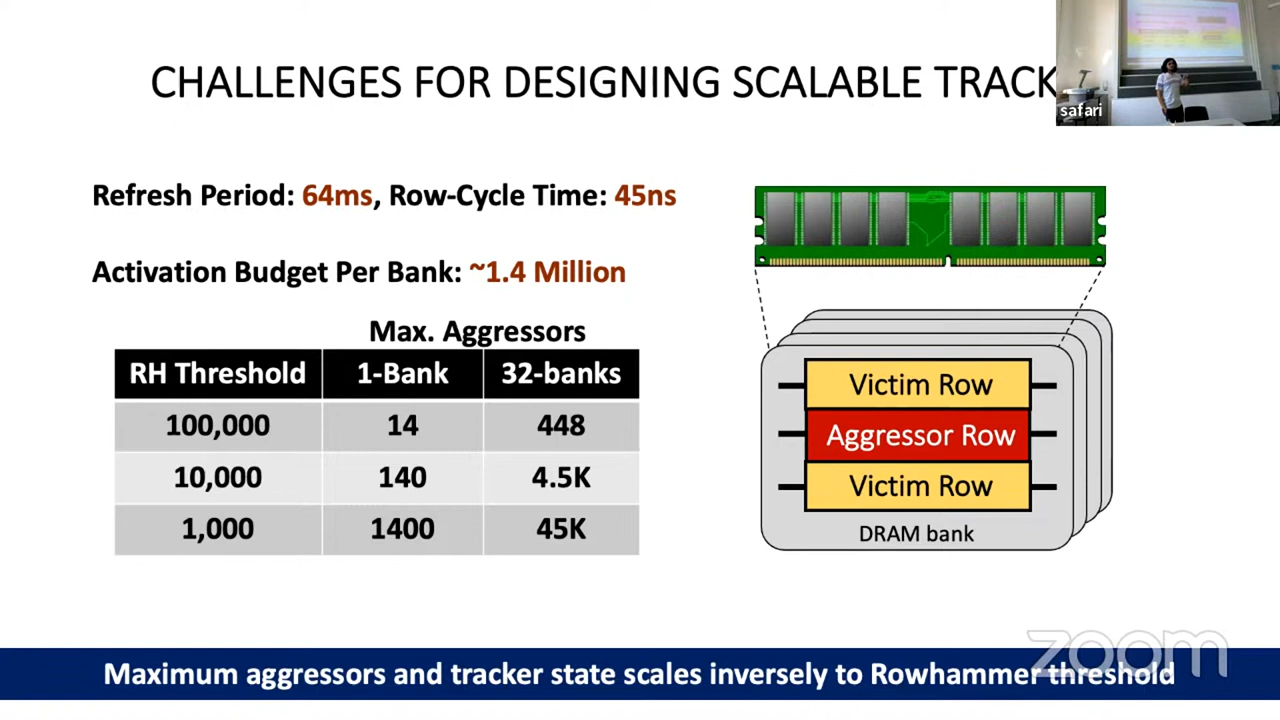 CHALLENGES FOR DESIGNING SCALABLE TRACK
safari
Refresh Period: 64ms, Row-Cycle Time: 45ns
Activation Budget Per Bank: ~1.4 Million
Max. Aggressors
RH Threshold 1-Bank 32-banks
100,000 14 448
10,000 140 4.5K
1,000 1400 45K
Victim Row
Aggressor Row
Victim Row
DRAM bank
zoom
Maximum aggressors and tracker state scales inversely to Rowhammer threshold